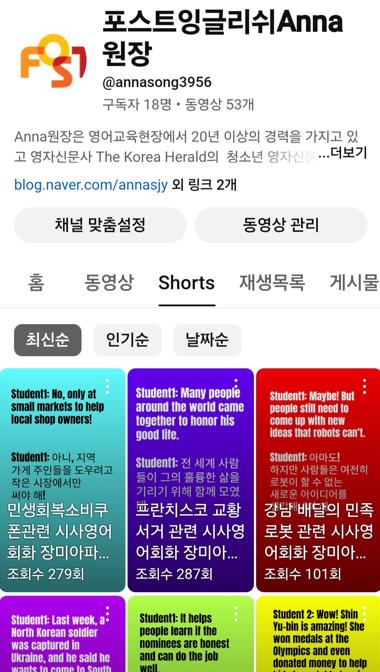 포스트잉글리쉬Anna
원장
POST
@annasong3956
구독자 18명 • 동영상 53개
Anna원장은 영어교육현장에서 20년 이상의 경력을 가지고 있
고 영자신문사 The Korea Herald의 청소년 영자신문 ...더보기
blog.naver.com/annasjy 외 링크 2개
채널 맞춤설정
동영상 관리
홈
동영상
Shorts
재생목록
게시물
최신순
인기순
날짜순
Student1: No, only at
small markets to help
local shop owners!
Student1: 아니, 지역
가게 주인들을 도우려고
작은 시장에서만
써야 해!
민생회복소비쿠
폰관련 시사영어
회화 장미아파...
조회수 279회
Student1: Many people
around the world came
together to honor his
good life.
Student1: 전 세계 사람
들이 그의 훌륭한 삶을
기리기 위해 함께 모였
프란치스코 교황
서거 관련 시사영
어회화 장미아...
조회수 287회
Student1: Maybe! But
people still need to
come up with new
ideas that robots can't.
Student1: 아마도!
하지만 사람들은 여전히
로봇이 할 수 없는
새로운 아이디어를
강남-배달의 민족
로봇 관련 시사영
어회화 장미아...
조회수 101회
Student1: Last week, a
North Korean soldier
was captured in
Ukraine, and he said he
wants to come to South
Student1: It helps
people learn if the
nominees are honest
and can do the job
well.
Student 2: Wow! Shin
Yu-bin is amazing! She
won medals at the
Olympics and even
donated money to help